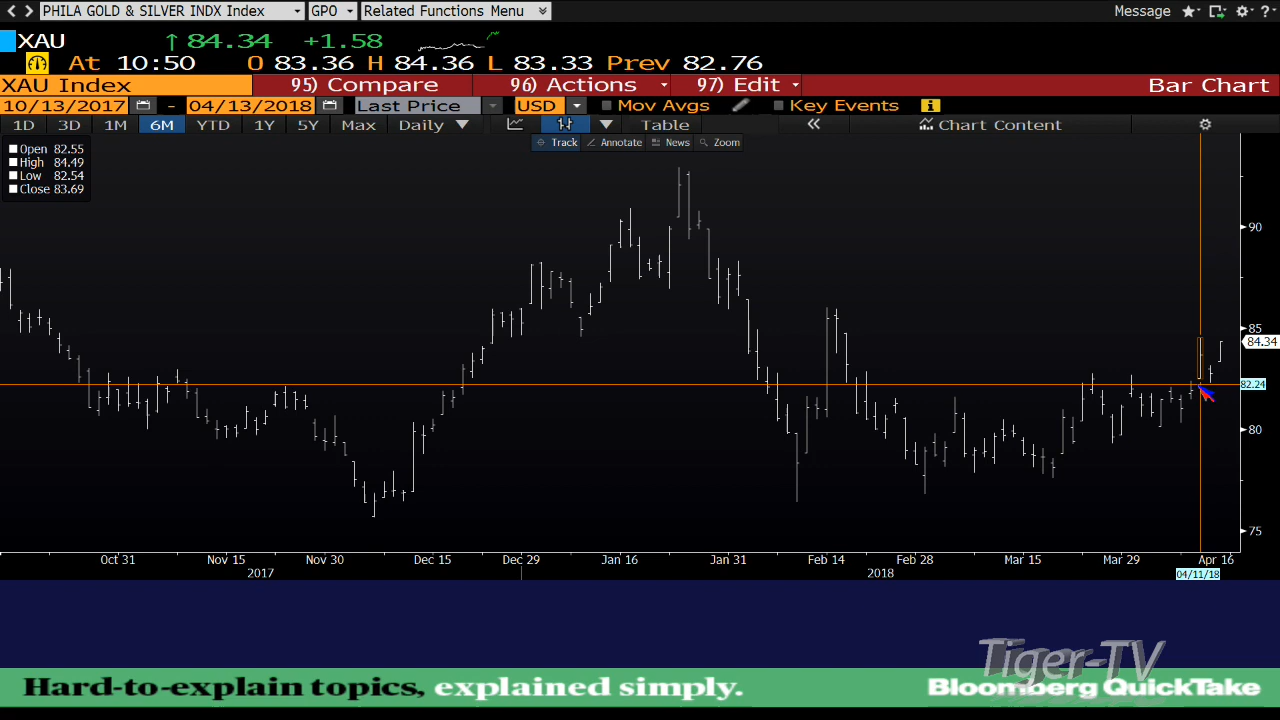 PHILA GOLD & SILVER INDX Index GPO Related Functions Menu Message ?
XAU ↑ 84.34 +1.58
At 10:50 O 83.36 H 84.36 L 83.33 Prev 82.76
XAU Index 95) Compare 96) Actions 97) Edit Bar Chart
10/13/2017 - 04/13/2018 Last Price USD Mov Avgs Key Events
1D 3D 1M 6M YTD 1Y 5Y Max Daily Table « Chart Content
Track Annotate News Zoom
Open 82.55
High 84.49
Low 82.54
Close 83.69
90
85
84.34
82.24
80
75
Oct 31 Nov 15 Nov 30 Dec 15 Dec 29 Jan 16 Jan 31 Feb 14 Feb 28 Mar 15 Mar 29 Apr 16
2017 2018 04/11/18
Tiger-TV
Hard-to-explain topics, explained simply. Bloomberg QuickTake